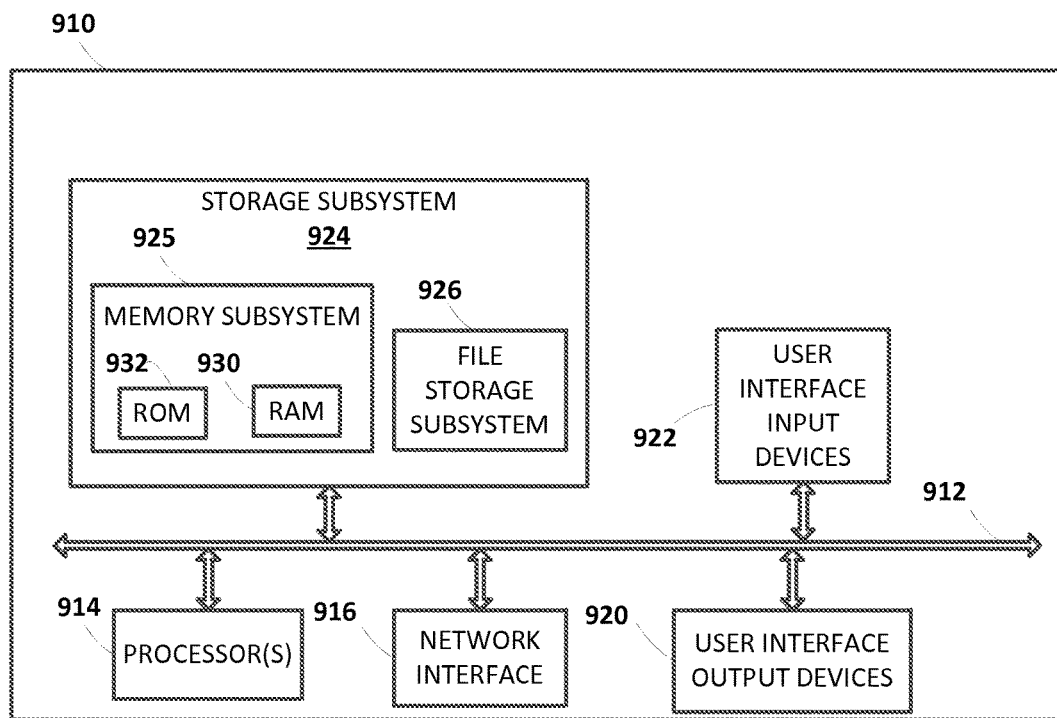 910
STORAGE SUBSYSTEM
924
925
MEMORY SUBSYSTEM
932
930
ROM
RAM
926
FILE
STORAGE
SUBSYSTEM
USER
INTERFACE
INPUT
DEVICES
922
912
914
PROCESSOR(S)
916
NETWORK
INTERFACE
920
USER INTERFACE
OUTPUT DEVICES